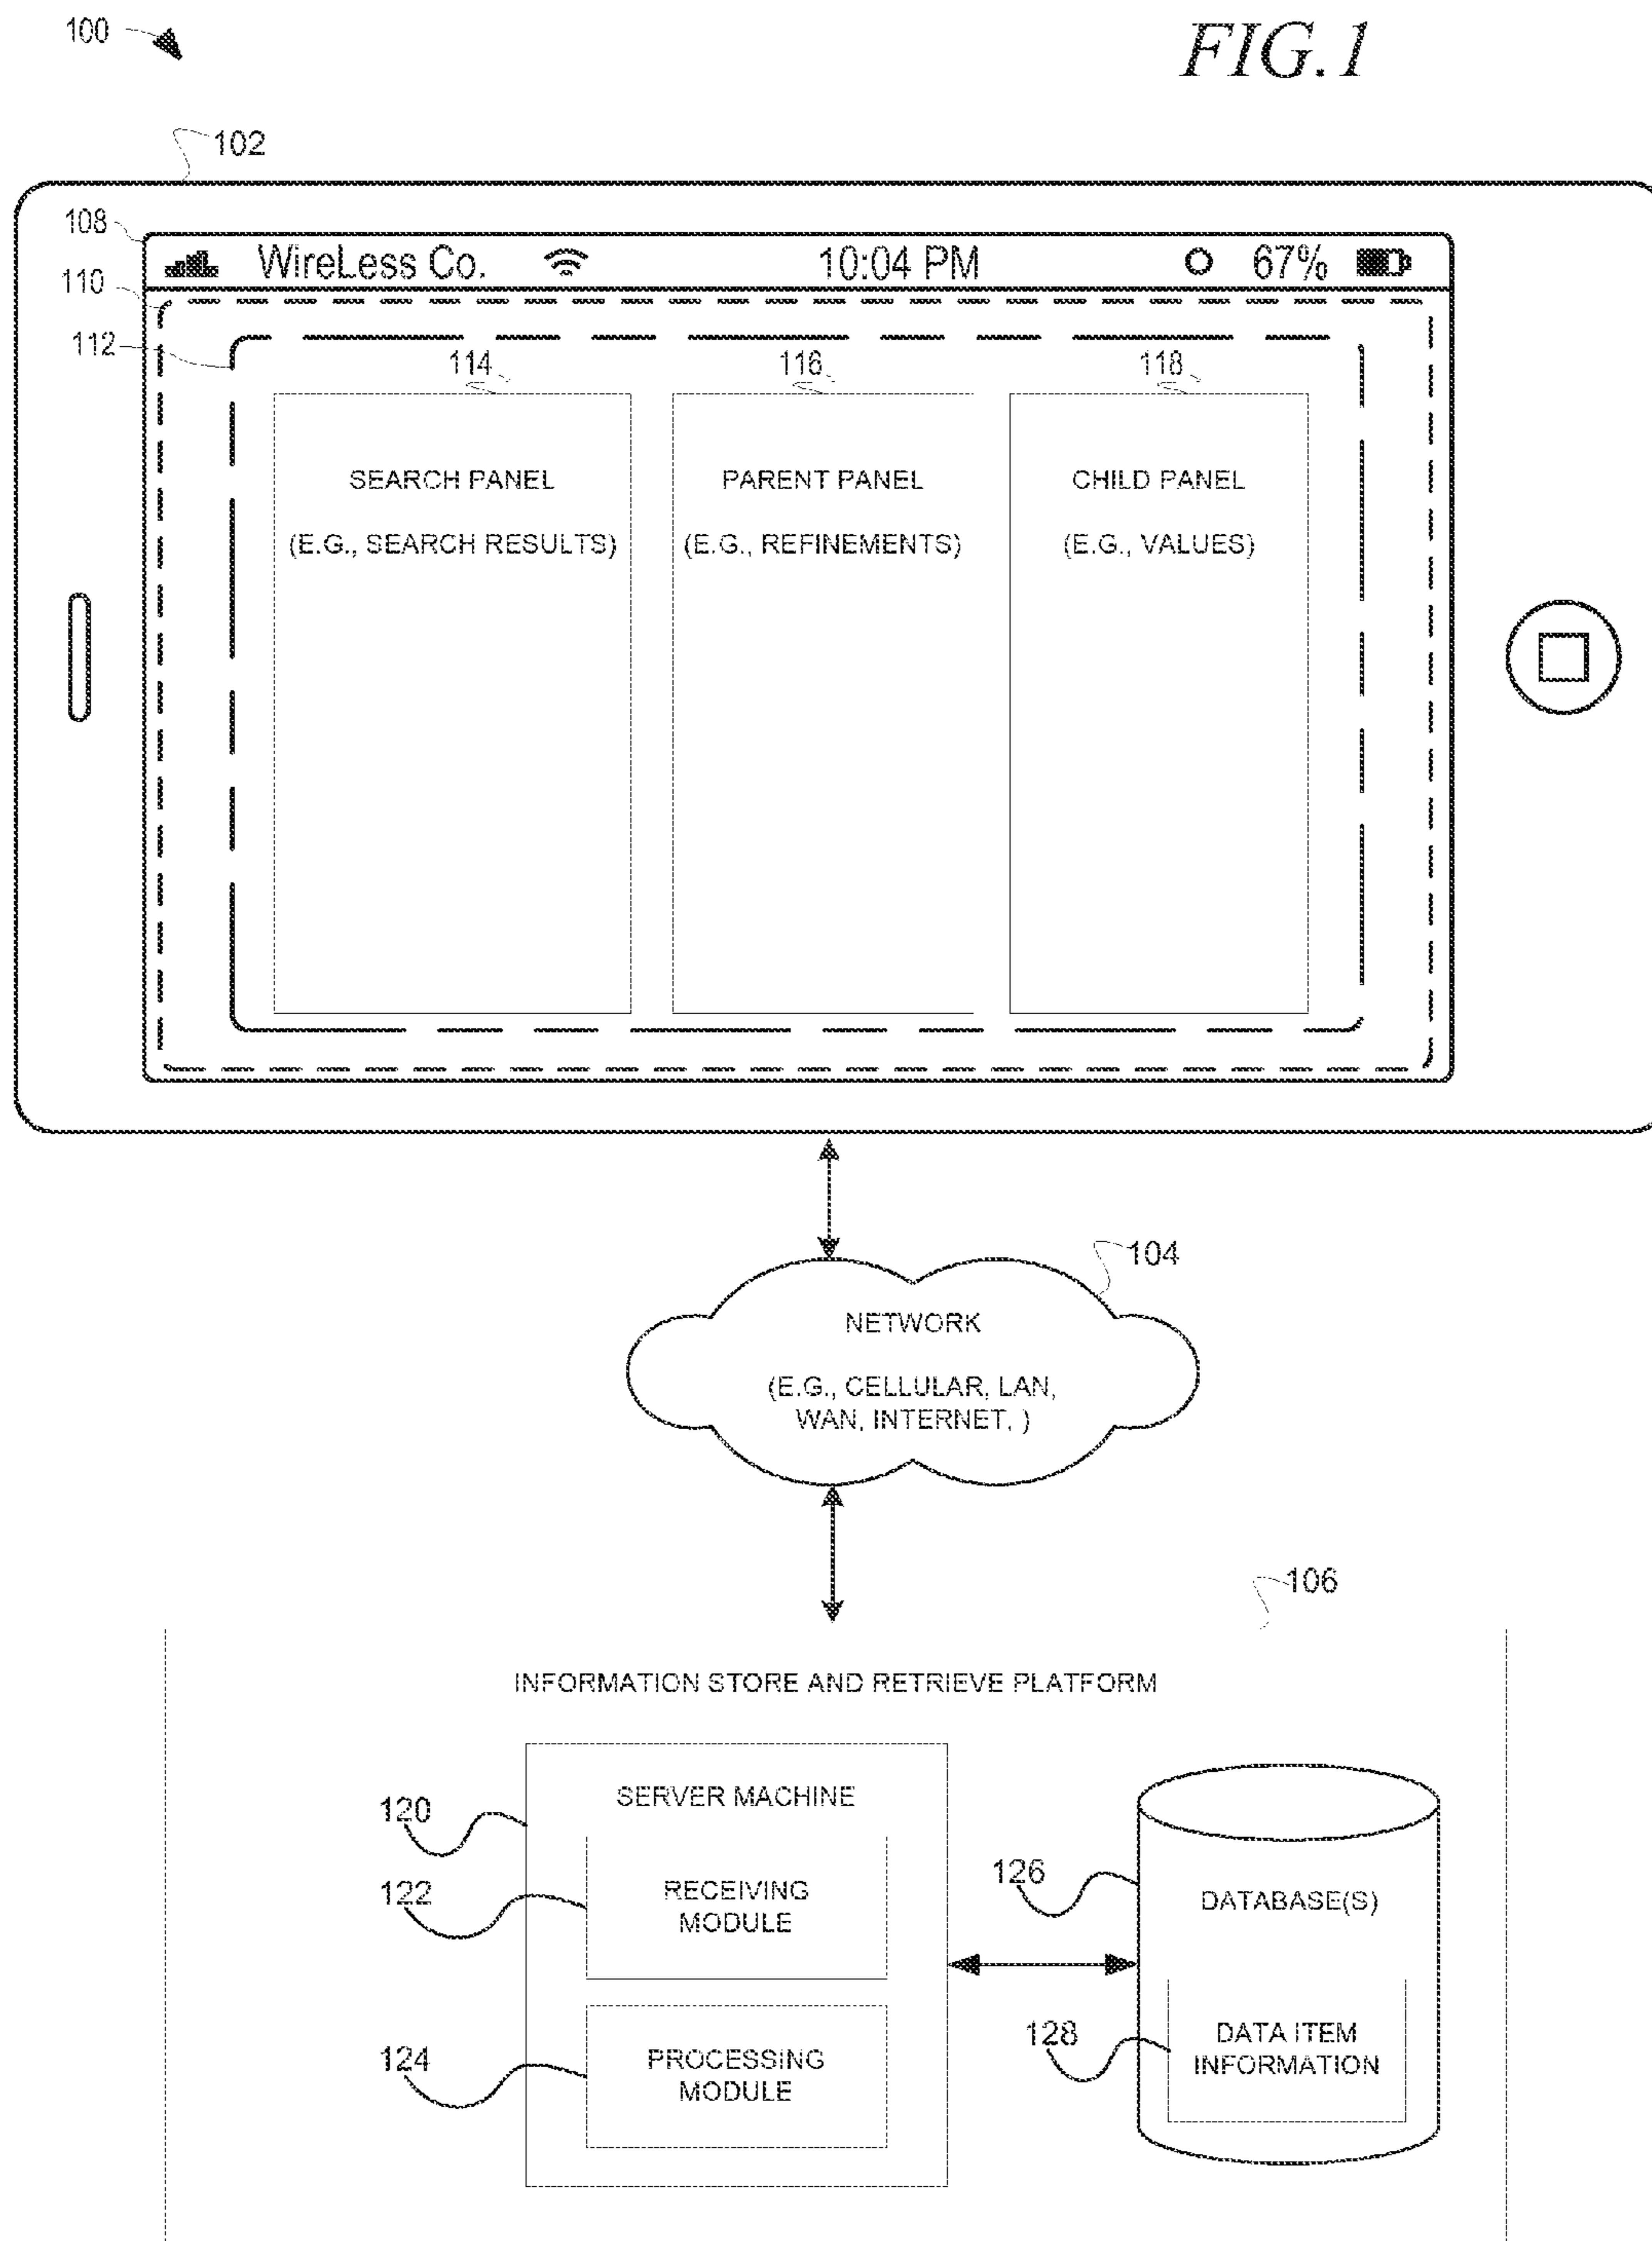 100
FIG.1
102
108
WireLess Co. 10:04 PM 67%
110
112
114 116 118
SEARCH PANEL
(E.G., SEARCH RESULTS)
PARENT PANEL
(E.G., REFINEMENTS)
CHILD PANEL
(E.G., VALUES)
104
NETWORK
(E.G., CELLULAR, LAN,
WAN, INTERNET, )
106
INFORMATION STORE AND RETRIEVE PLATFORM
120
SERVER MACHINE
122
RECEIVING
MODULE
124
PROCESSING
MODULE
126
DATABASE(S)
128
DATA ITEM
INFORMATION